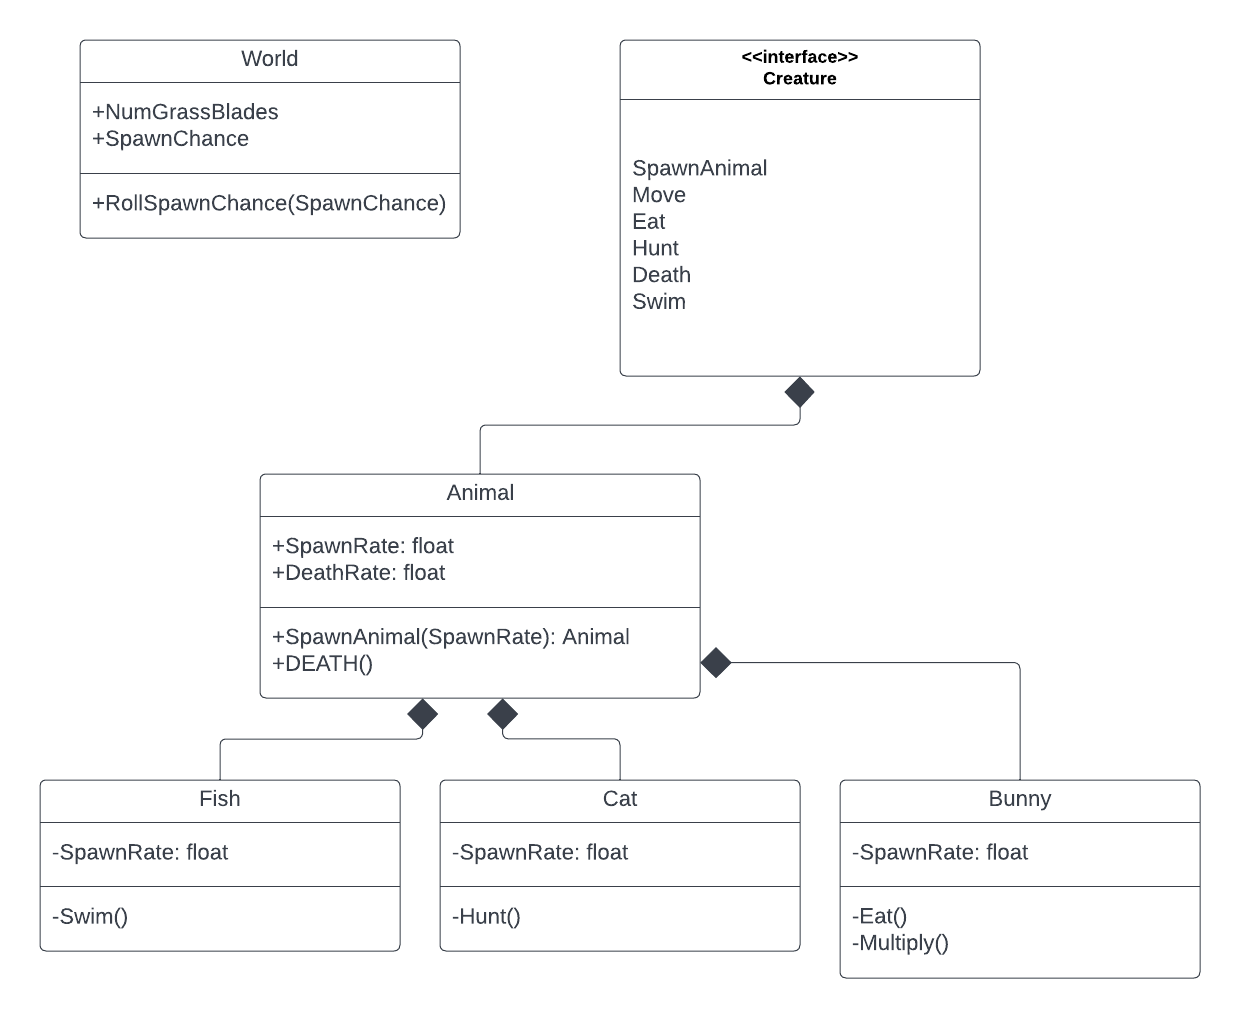 World
+NumGrassBlades
+SpawnChance
+RollSpawnChance(SpawnChance)
<<interface>>
Creature
SpawnAnimal
Move
Eat
Hunt
Death
Swim
Animal
+SpawnRate: float
+DeathRate: float
+SpawnAnimal(SpawnRate): Animal
+DEATH()
Fish
-SpawnRate: float
-Swim()
Cat
-SpawnRate: float
-Hunt()
Bunny
-SpawnRate: float
-Eat()
-Multiply()